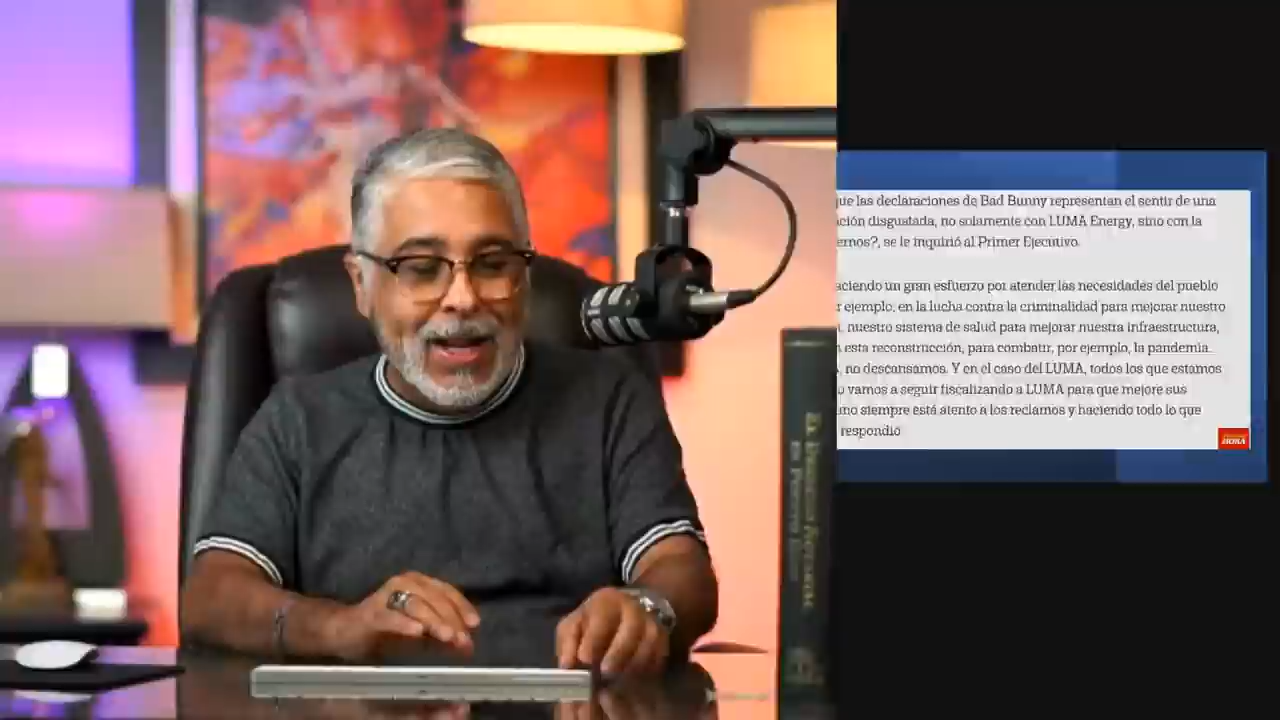 que las declaraciones de Bad Bunny representan el sentir de una
ción disgustada, no solamente con LUMA Energy, sino con la
ernos?, se le inquirió al Primer Ejecutivo.
aciendo un gran esfuerzo por atender las necesidades del pueblo
r ejemplo, en la lucha contra la criminalidad para mejorar nuestro
nuestro sistema de salud para mejorar nuestra infraestructura,
esta reconstrucción, para combatir, por ejemplo, la pandemia.
, no descansamos. Y en el caso del LUMA, todos los que estamos
o vamos a seguir fiscalizando a LUMA para que mejore sus
mo siempre está atento a los reclamos y haciendo todo lo que
respondió
HORA